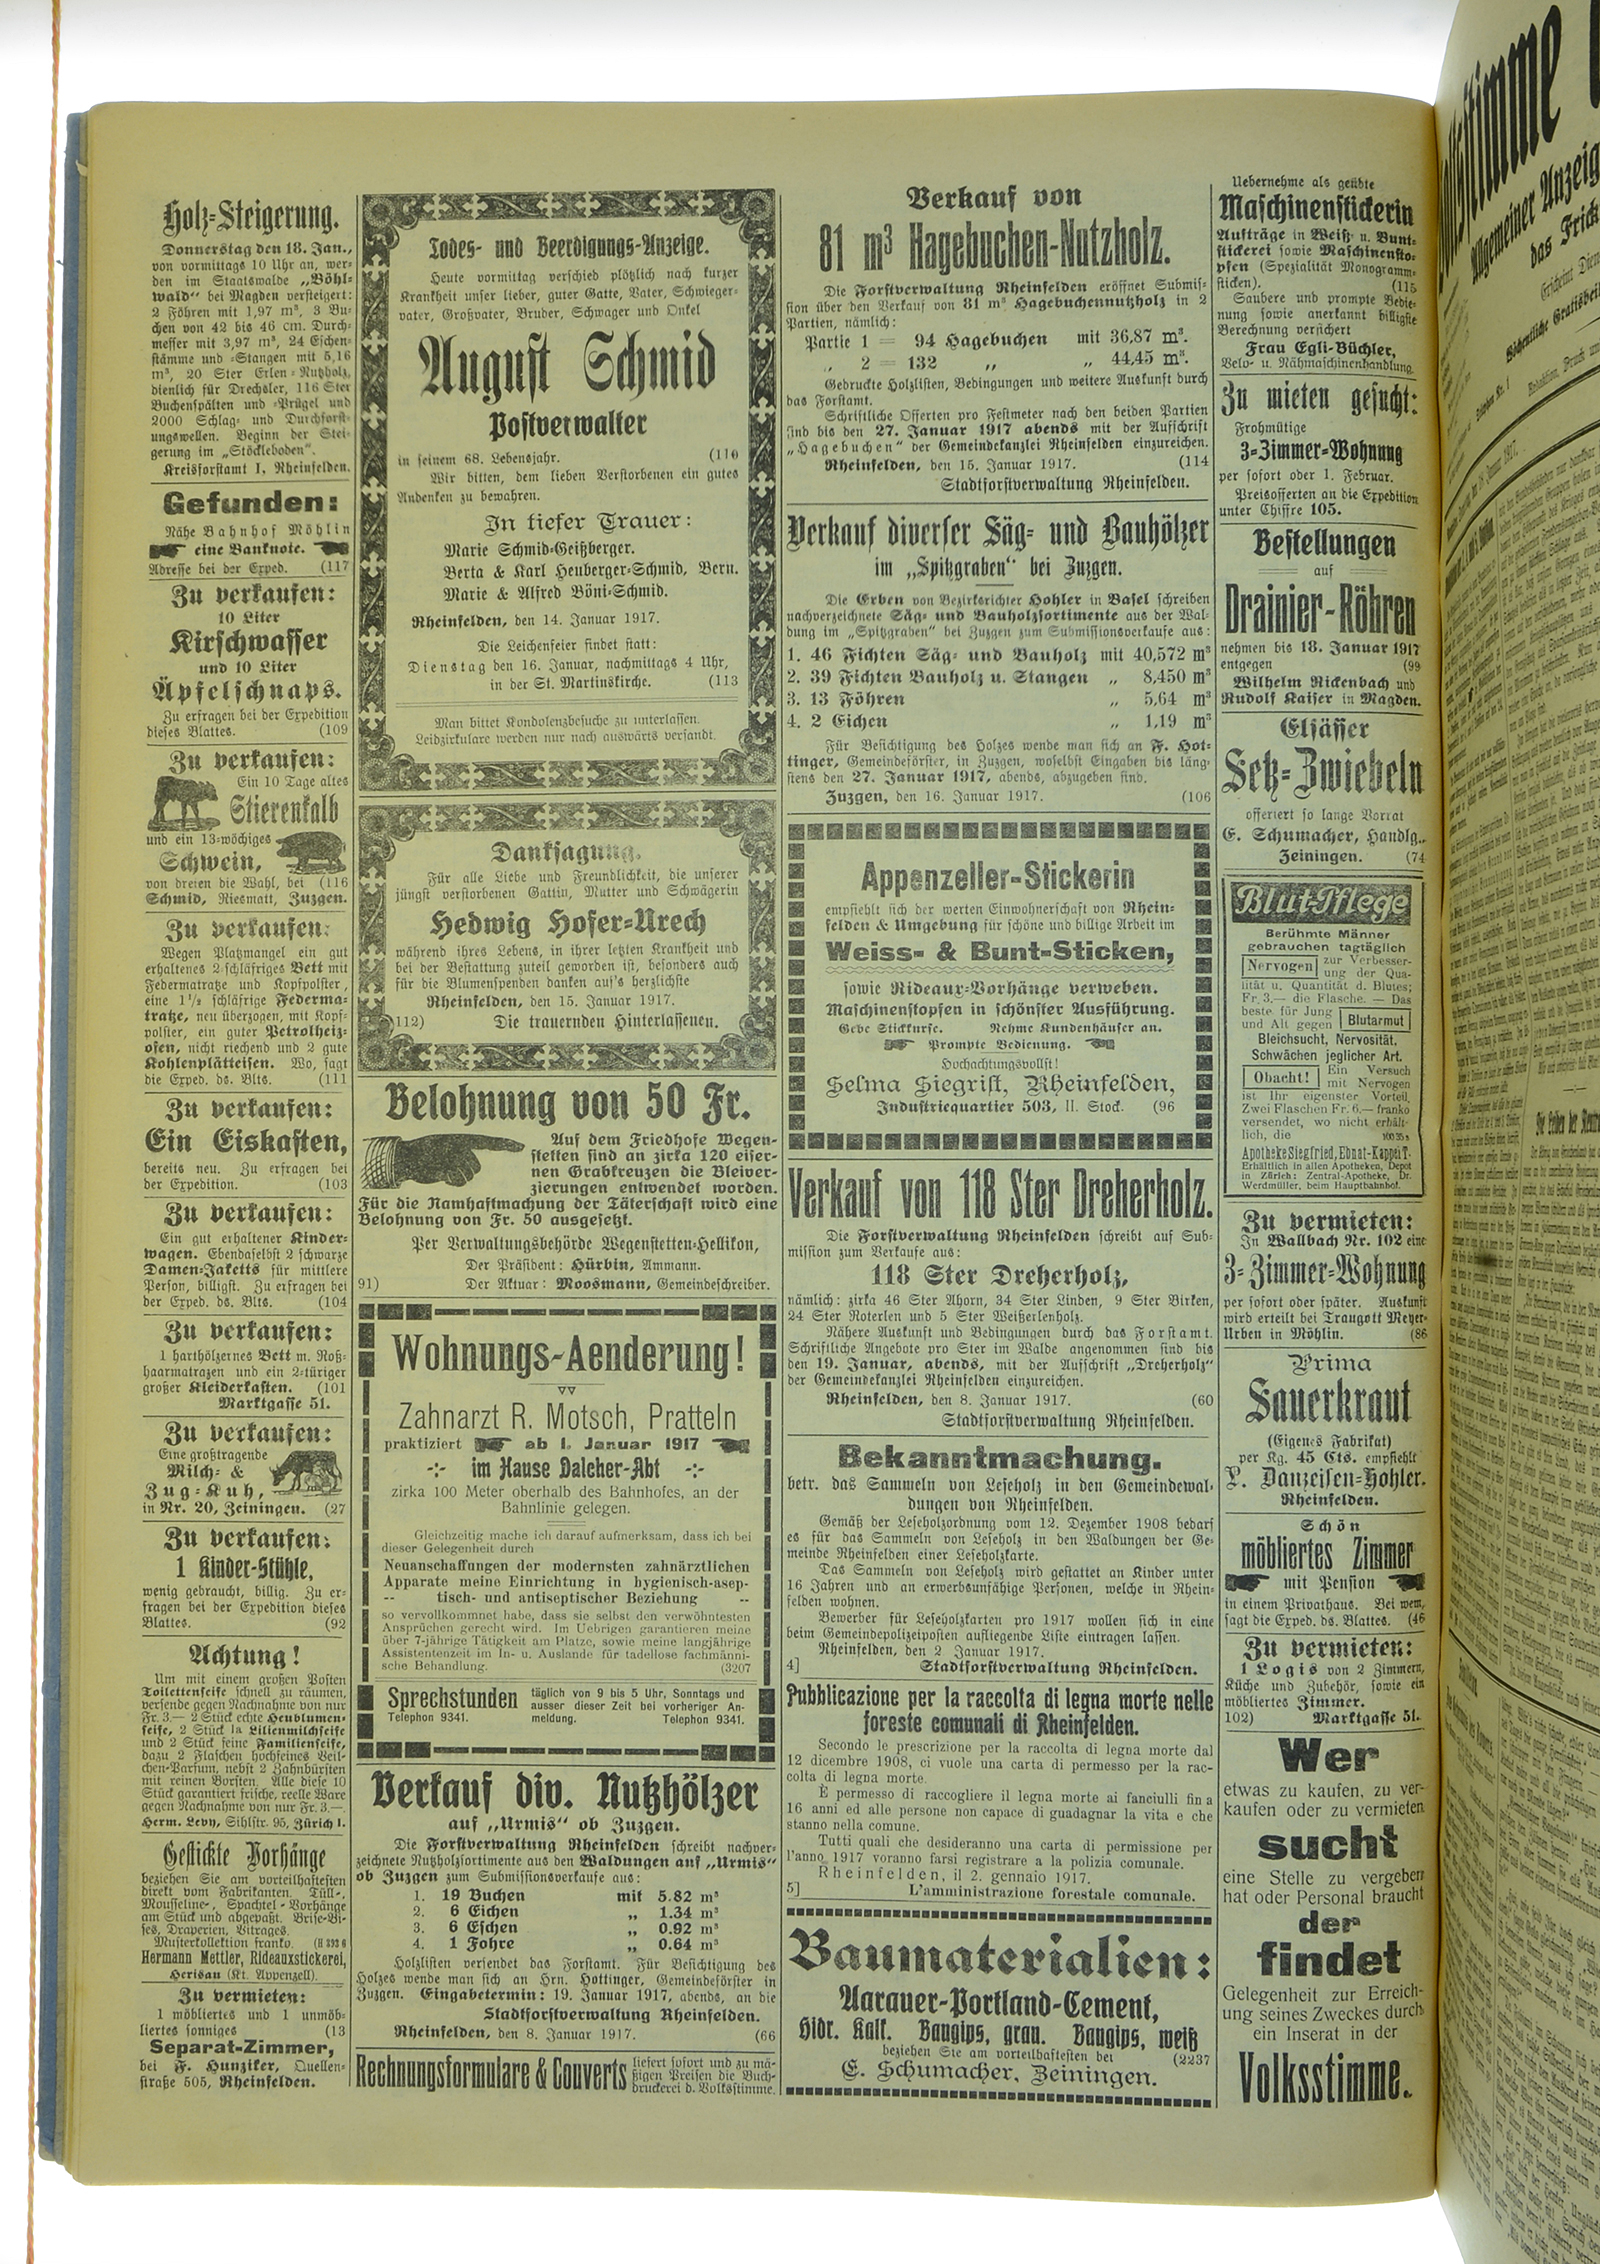 Holz-Steigerung.
Donnerstag den 18. Jan.,
von vormittags 10 Uhr an, wer-
den im Staatswalde „Böhl-
wald“ bei Magden versteigert:
2 Föhren mit 1,97 m³, 3 Bu-
chen von 42 bis 46 cm. Durch-
messer mit 3,97 m³, 24 Eschen-
stämme und -Stangen mit 5,16
m³, 20 Ster Erlen-Nutzholz,
dienlich für Drechsler, 116 Ster
Buchenspälten und -Prügel und
2000 Schlag- und Durchforst-
ungswellen. Beginn der Stei-
gerung im „Stöckleboden“.
Kreisforstamt I, Rheinfelden.
Gefunden:
Nähe Bahnhof Möhlin
eine Banknote.
Adresse bei der Exped. (117
Zu verkaufen:
10 Liter
Kirschwasser
und 10 Liter
Äpfelschnaps.
Zu erfragen bei der Expedition
dieses Blattes. (109
Zu verkaufen:
Ein 10 Tage altes
Stierenkalb
und ein 13-wöchiges
Schwein,
von dreien die Wahl, bei (116
Schmid, Riesmatt, Zuzgen.
Zu verkaufen:
Wegen Platzmangel ein gut
erhaltenes 2-schläfriges Bett mit
Federmatratze und Kopfpolster,
eine 1½ schläfrige Federma-
tratze, neu überzogen, mit Kopf-
polster, ein guter Petrolheiz-
ofen, nicht riechend und 2 gute
Kohlenplätteisen. Wo, sagt
die Exped. ds. Blts. (111
Zu verkaufen:
Ein Eiskasten,
bereits neu. Zu erfragen bei
der Expedition. (103
Zu verkaufen:
Ein gut erhaltener Kinder-
wagen. Ebendaselbst 2 schwarze
Damen-Jaketts für mittlere
Person, billigst. Zu erfragen bei
der Exped. ds. Blts. (104
Zu verkaufen:
1 harthölzernes Bett m. Roß-
haarmatrazen und ein 2-türiger
großer Kleiderkasten. (101
Marktgasse 51.
Zu verkaufen:
Eine großtragende
Milch- &
Zug-Kuh,
in Nr. 20, Zeiningen. (27
Zu verkaufen:
1 Kinder-Stühle,
wenig gebraucht, billig. Zu er-
fragen bei der Expedition dieses
Blattes. (92
Achtung!
Um mit einem großen Posten
Toilettenseife schnell zu räumen,
versende gegen Nachnahme von nur
Fr. 3.— 2 Stück echte Heublumen-
seife, 2 Stück la Lilienmilchseife
und 2 Stück feine Familienseife,
dazu 2 Flaschen hochfeines Veil-
chen-Parfum, nebst 2 Zahnbürsten
mit reinen Borsten. Alle diese 10
Stück garantiert frische, reelle Ware
gegen Nachnahme von nur Fr. 3.—.
Herm. Levy, Sihlstr. 95, Zürich I.
Gestickte Vorhänge
beziehen Sie am vorteilhaftesten
direkt vom Fabrikanten. Tüll-,
Mousseline-, Spachtel-Vorhänge
am Stück und abgepaßt. Brise-Bi-
ses, Draperien, Vitrages.
Musterkollektion franko.
Hermann Mettler, Rideauxstickerei,
Herisau (Kt. Appenzell).
Zu vermieten:
1 möbliertes und 1 unmöb-
liertes sonniges (13
Separat-Zimmer,
bei F. Hunziker, Quellen-
straße 505, Rheinfelden.
Todes- und Beerdigungs-Anzeige.
Heute vormittag verschied plötzlich nach kurzer
Krankheit unser lieber, guter Gatte, Vater, Schwieger-
vater, Großvater, Bruder, Schwager und Onkel
August Schmid
Postverwalter
in seinem 68. Lebensjahr. (110
Wir bitten, dem lieben Verstorbenen ein gutes
Andenken zu bewahren.
In tiefer Trauer:
Marie Schmid-Geißberger.
Berta & Karl Heuberger-Schmid, Bern.
Marie & Alfred Böni-Schmid.
Rheinfelden, den 14. Januar 1917.
Die Leichenfeier findet statt:
Dienstag den 16. Januar, nachmittags 4 Uhr,
in der St. Martinskirche. (113
Man bittet Kondolenzbesuche zu unterlassen.
Leidzirkulare werden nur nach auswärts versandt.
Danksagung.
Für alle Liebe und Freundlichkeit, die unserer
jüngst verstorbenen Gattin, Mutter und Schwägerin
Hedwig Hofer-Urech
während ihres Lebens, in ihrer letzten Krankheit und
bei der Bestattung zuteil geworden ist, besonders auch
für die Blumenspenden danken auf's herzlichste
Rheinfelden, den 15. Januar 1917.
112) Die trauernden Hinterlassenen.
Belohnung von 50 Fr.
Auf dem Friedhofe Wegen-
stetten sind an zirka 120 eiser-
nen Grabkreuzen die Bleiver-
zierungen entwendet worden.
Für die Namhaftmachung der Täterschaft wird eine
Belohnung von Fr. 50 ausgesetzt.
Per Verwaltungsbehörde Wegenstetten-Hellikon,
Der Präsident: Hürbin, Ammann.
91) Der Aktuar: Moosmann, Gemeindeschreiber.
Wohnungs-Aenderung!
Zahnarzt R. Motsch, Pratteln
praktiziert ab 1. Januar 1917
-:- im Hause Dalcher-Abt -:-
zirka 100 Meter oberhalb des Bahnhofes, an der
Bahnlinie gelegen.
Gleichzeitig mache ich darauf aufmerksam, dass ich bei
dieser Gelegenheit durch
Neuanschaffungen der modernsten zahnärztlichen
Apparate meine Einrichtung in hygienisch-asep-
-- tisch- und antiseptischer Beziehung --
so vervollkommnet habe, dass sie selbst den verwöhntesten
Ansprüchen gerecht wird. Im Uebrigen garantieren meine
über 7-jährige Tätigkeit am Platze, sowie meine langjährige
Assistentenzeit im In- u. Auslande für tadellose fachmänni-
sche Behandlung. (3207
Sprechstunden täglich von 9 bis 5 Uhr, Sonntags und
ausser dieser Zeit bei vorheriger An-
Telephon 9341. meldung. Telephon 9341.
Verkauf div. Nutzhölzer
auf „Urmis“ ob Zuzgen.
Die Forstverwaltung Rheinfelden schreibt nachver-
zeichnete Nutzholzsortimente aus den Waldungen auf „Urmis“
ob Zuzgen zum Submissionsverkaufe aus:
1. 19 Buchen mit 5.82 m³
2. 6 Eichen „ 1.34 m³
3. 6 Eschen „ 0.92 m³
4. 1 Fohre „ 0.64 m³
Holzlisten versendet das Forstamt. Für Besichtigung des
Holzes wende man sich an Hrn. Hottinger, Gemeindeförster in
Zuzgen. Eingabetermin: 19. Januar 1917, abends, an die
Stadtforstverwaltung Rheinfelden.
Rheinfelden, den 8. Januar 1917. (66
Rechnungsformulare & Couverts liefert sofort und zu mä-
ßigen Preisen die Buch-
druckerei d. Volksstimme.
Verkauf von
81 m³ Hagebuchen-Nutzholz.
Die Forstverwaltung Rheinfelden eröffnet Submis-
sion über den Verkauf von 81 m³ Hagebuchennutzholz in 2
Partien, nämlich:
Partie 1 = 94 Hagebuchen mit 36,87 m³.
„ 2 = 132 „ „ 44,45 m³.
Gedruckte Holzlisten, Bedingungen und weitere Auskunft durch
das Forstamt.
Schriftliche Offerten pro Festmeter nach den beiden Partien
sind bis den 27. Januar 1917 abends mit der Aufschrift
„Hagebuchen“ der Gemeindekanzlei Rheinfelden einzureichen.
Rheinfelden, den 15. Januar 1917. (114
Stadtforstverwaltung Rheinfelden.
Verkauf diverser Säg- und Bauhölzer
im „Spitzgraben“ bei Zuzgen.
Die Erben von Bezirksrichter Hohler in Basel schreiben
nachverzeichnete Säg- und Bauholzsortimente aus der Wal-
dung im „Spitzgraben“ bei Zuzgen zum Submissionsverkaufe aus:
1. 46 Fichten Säg- und Bauholz mit 40,572 m³
2. 39 Fichten Bauholz u. Stangen „ 8,450 m³
3. 13 Föhren „ 5,64 m³
4. 2 Eichen „ 1,19 m³
Für Besichtigung des Holzes wende man sich an F. Hot-
tinger, Gemeindeförster, in Zuzgen, woselbst Eingaben bis läng-
stens den 27. Januar 1917, abends, abzugeben sind.
Zuzgen, den 16. Januar 1917. (106
Appenzeller-Stickerin
empfiehlt sich der werten Einwohnerschaft von Rhein-
felden & Umgebung für schöne und billige Arbeit im
Weiss- & Bunt-Sticken,
sowie Rideaux-Vorhänge verweben.
Maschinenstopfen in schönster Ausführung.
Gebe Stickkurse. Nehme Kundenhäuser an.
Prompte Bedienung.
Hochachtungsvollst!
Selma Siegrist, Rheinfelden,
Industriequartier 503, II. Stock. (96
Verkauf von 118 Ster Dreherholz.
Die Forstverwaltung Rheinfelden schreibt auf Sub-
mission zum Verkaufe aus:
118 Ster Dreherholz,
nämlich: zirka 46 Ster Ahorn, 34 Ster Linden, 9 Ster Birken,
24 Ster Roterlen und 5 Ster Weißerlenholz.
Nähere Auskunft und Bedingungen durch das Forstamt.
Schriftliche Angebote pro Ster im Walde angenommen sind bis
den 19. Januar, abends, mit der Aufschrift „Dreherholz“
der Gemeindekanzlei Rheinfelden einzureichen.
Rheinfelden, den 8. Januar 1917. (60
Stadtforstverwaltung Rheinfelden.
Bekanntmachung.
betr. das Sammeln von Leseholz in den Gemeindewal-
dungen von Rheinfelden.
Gemäß der Leseholzordnung vom 12. Dezember 1908 bedarf
es für das Sammeln von Leseholz in den Waldungen der Ge-
meinde Rheinfelden einer Leseholzkarte.
Das Sammeln von Leseholz wird gestattet an Kinder unter
16 Jahren und an erwerbsunfähige Personen, welche in Rhein-
felden wohnen.
Bewerber für Leseholzkarten pro 1917 wollen sich in eine
beim Gemeindepolizeiposten aufliegende Liste eintragen lassen.
Rheinfelden, den 2 Januar 1917.
4] Stadtforstverwaltung Rheinfelden.
Pubblicazione per la raccolta di legna morte nelle
foreste comunali di Rheinfelden.
Secondo le prescrizione per la raccolta di legna morte dal
12 dicembre 1908, ci vuole una carta di permesso per la rac-
colta di legna morte.
È permesso di raccogliere il legna morte ai fanciulli fin a
16 anni ed alle persone non capace di guadagnar la vita e che
stanno nella comune.
Tutti quali che desideranno una carta di permissione per
l'anno 1917 voranno farsi registrare a la polizia comunale.
Rheinfelden, il 2. gennaio 1917.
5] L'amministrazione forestale comunale.
Baumaterialien:
Aarauer-Portland-Cement,
Hidr. Kalk. Baugips, grau. Baugips, weiß
beziehen Sie am vorteilhaftesten bei (2237
E. Schumacher, Zeiningen.
Uebernehme als geübte
Maschinenstickerin
Aufträge in Weiß- u. Bunt-
stickerei sowie Maschinensto-
pfen (Spezialität Monogramm-
sticken). (115
Saubere und prompte Bedie-
nung sowie anerkannt billigste
Berechnung versichert
Frau Egli-Büchler,
Velo- u. Nähmaschinenhandlung.
Zu mieten gesucht:
Frohmütige
3-Zimmer-Wohnung
per sofort oder 1. Februar.
Preisofferten an die Expedition
unter Chiffre 105.
Bestellungen
auf
Drainier-Röhren
nehmen bis 18. Januar 1917
entgegen (99
Wilhelm Rickenbach und
Rudolf Kaiser in Magden.
Elsässer
Setz-Zwiebeln
offeriert so lange Vorrat
E. Schumacher, Handlg.,
Zeiningen. (74
Blut-Pflege
Berühmte Männer
gebrauchen tagtäglich
Nervogen zur Verbesser-
ung der Qua-
lität u. Quantität d. Blutes;
Fr. 3.— die Flasche. — Das
beste für Jung
und Alt gegen Blutarmut
Bleichsucht, Nervosität,
Schwächen jeglicher Art.
Obacht! Ein Versuch
mit Nervogen
ist Ihr eigenster Vorteil.
Zwei Flaschen Fr. 6.— franko
versendet, wo nicht erhält-
lich, die
Apotheke Siegfried, Ebnat-Kappel T.
Erhältlich in allen Apotheken, Depot
in Zürich: Zentral-Apotheke, Dr.
Werdmüller, beim Hauptbahnhof.
Zu vermieten:
In Wallbach Nr. 102 eine
3-Zimmer-Wohnung
per sofort oder später. Auskunft
wird erteilt bei Traugott Meyer-
Urben in Möhlin. (86
Prima
Sauerkraut
(Eigenes Fabrikat)
per Kg. 45 Cts. empfiehlt
L. Danzeisen-Hohler.
Rheinfelden.
Schön
möbliertes Zimmer
mit Pension
in einem Privathaus. Bei wem,
sagt die Exped. ds. Blattes. (46
Zu vermieten:
1 Logis von 2 Zimmern,
Küche und Zubehör, sowie ein
möbliertes Zimmer.
102) Marktgasse 51.
Wer
etwas zu kaufen, zu ver-
kaufen oder zu vermieten
sucht
eine Stelle zu vergeben
hat oder Personal braucht
der
findet
Gelegenheit zur Erreich-
ung seines Zweckes durch
ein Inserat in der
Volksstimme.
Volksstimme
Allgemeiner Anzeig
das Frick